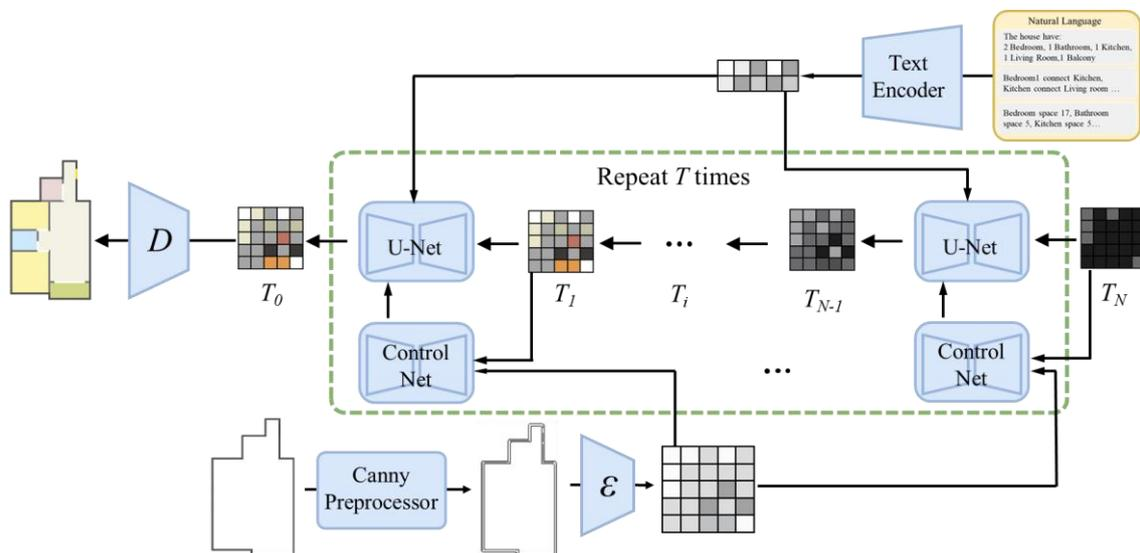 Natural Language
The house have:
2 Bedroom, 1 Bathroom, 1 Kitchen,
1 Living Room,1 Balcony
Bedroom1 connect Kitchen,
Kitchen connect Living room ...
Bedroom space 17, Bathroom
space 5, Kitchen space 5...
Text
Encoder
Repeat T times
D
T0
U-Net
T1
...
Ti
TN-1
U-Net
TN
Control
Net
...
Control
Net
Canny
Preprocessor
ε